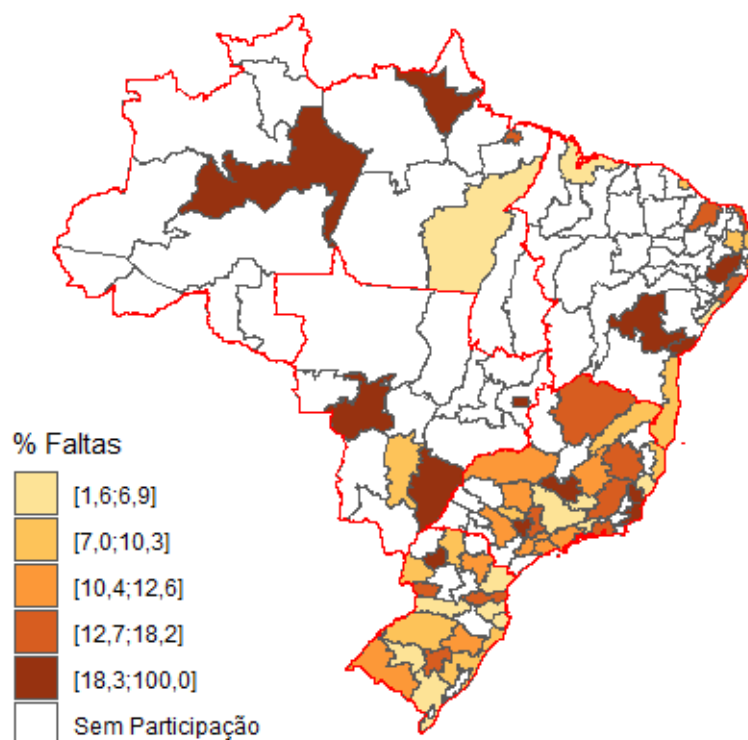 % Faltas
[1,6;6,9]
[7,0;10,3]
[10,4;12,6]
[12,7;18,2]
[18,3;100,0]
Sem Participação